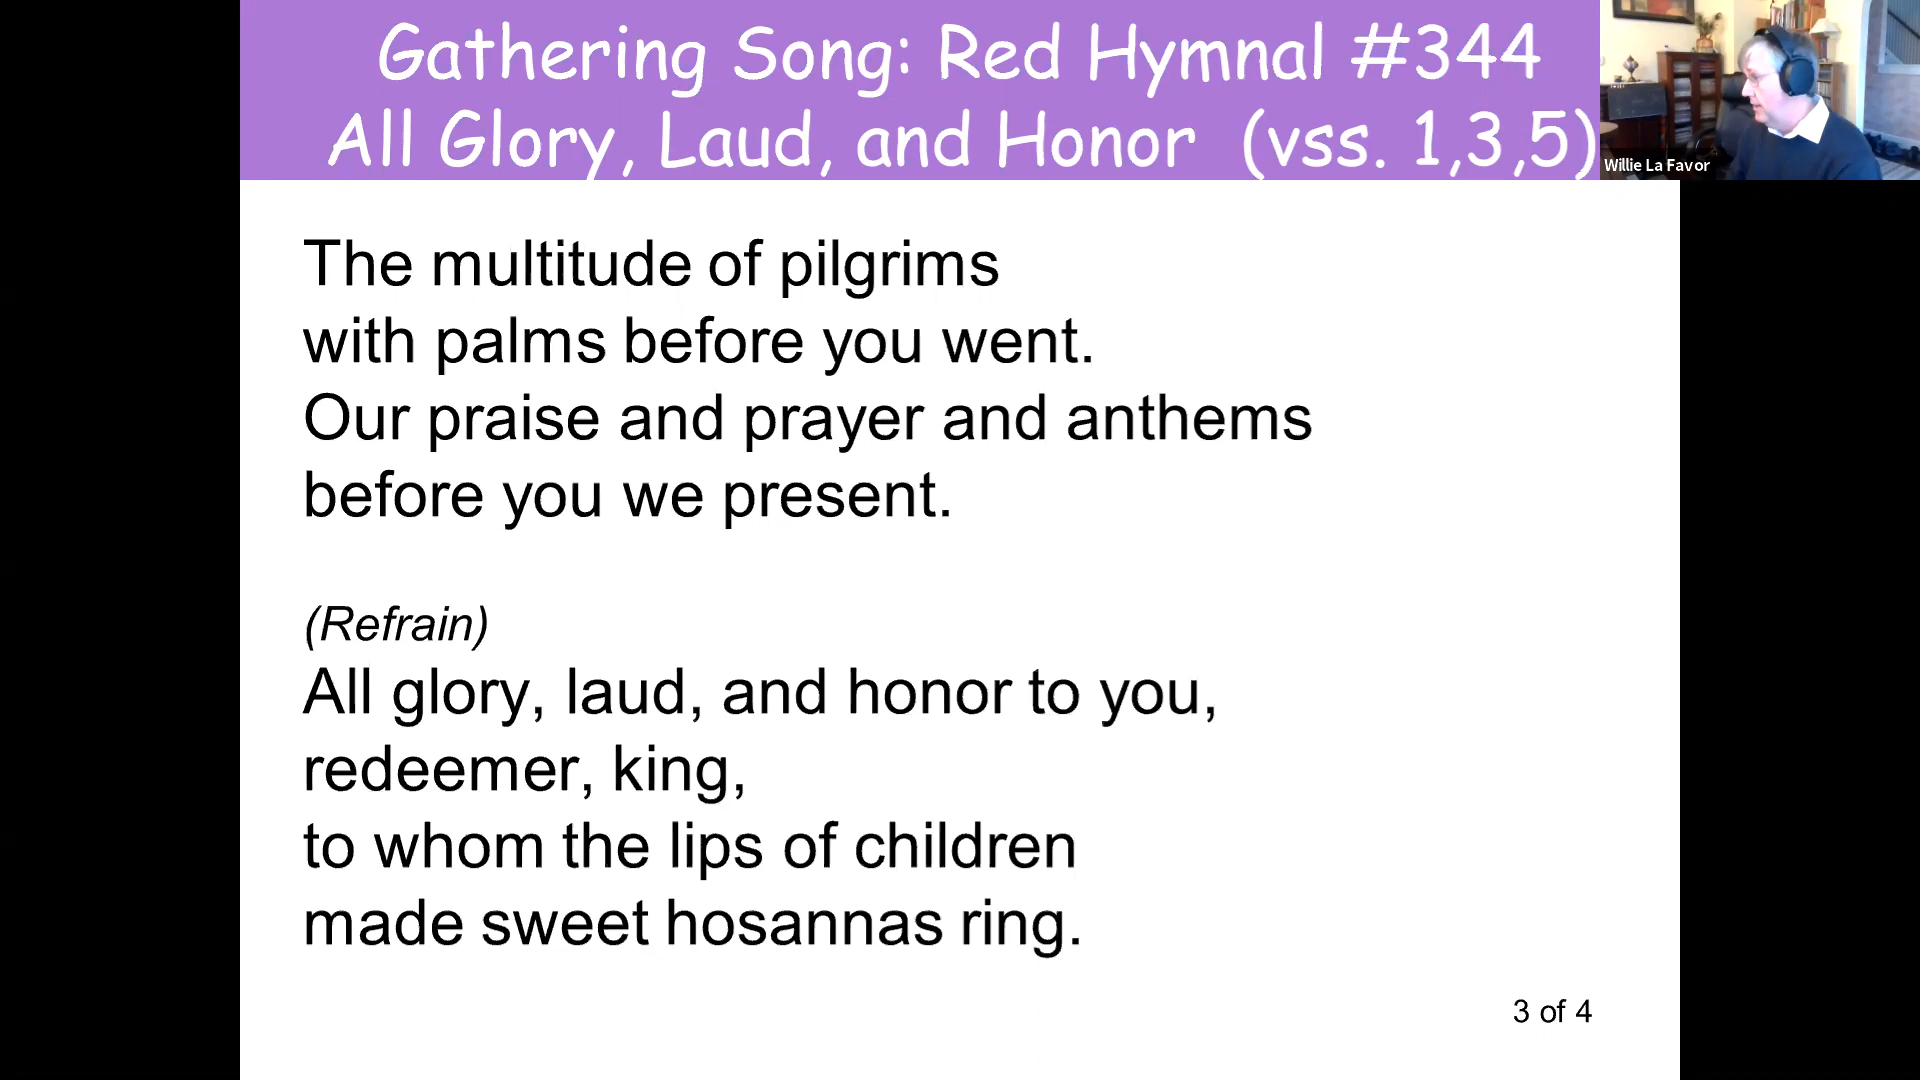 Gathering Song: Red Hymnal #344
All Glory, Laud, and Honor (vss. 1,3,5)
Willie La Favor
The multitude of pilgrims
with palms before you went.
Our praise and prayer and anthems
before you we present.
(Refrain)
All glory, laud, and honor to you,
redeemer, king,
to whom the lips of children
made sweet hosannas ring.
3 of 4